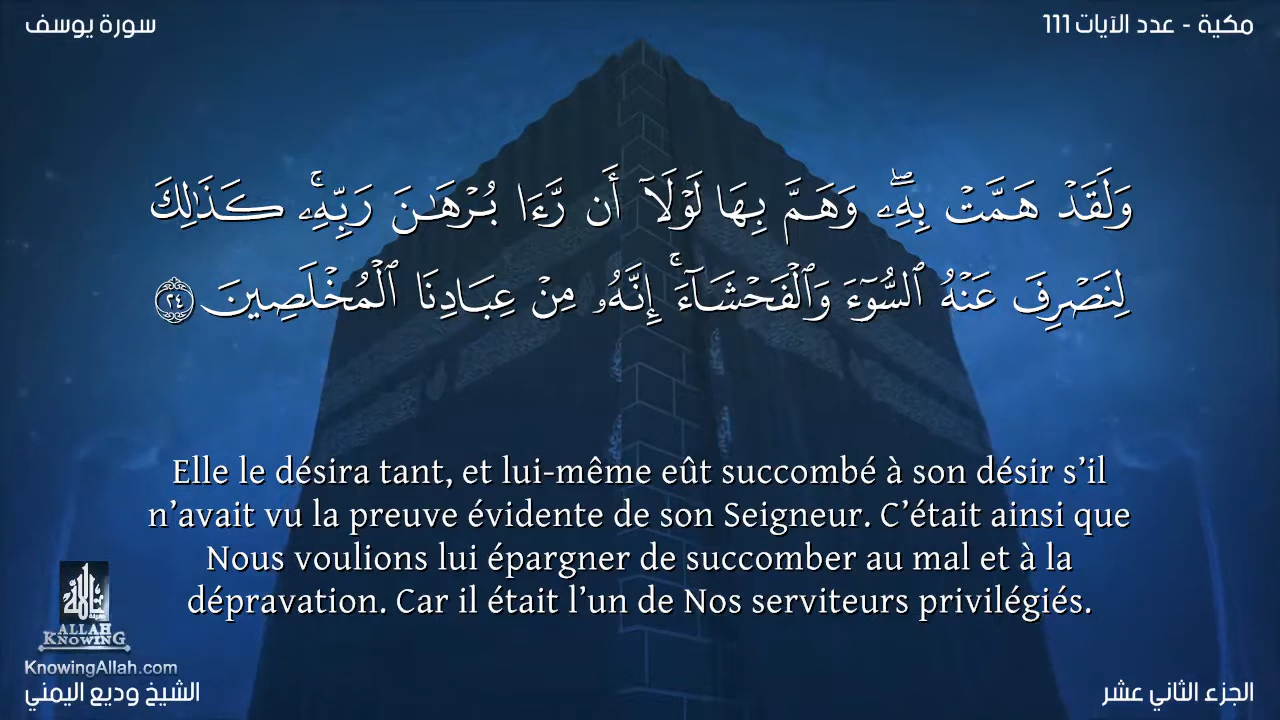 مكية - عدد الآيات 111
سورة يوسف
وَلَقَدْ هَمَّتْ بِهِۦۖ وَهَمَّ بِهَا لَوْلَآ أَن رَّءَا بُرْهَـٰنَ رَبِّهِۦۚ كَذَٰلِكَ
لِنَصْرِفَ عَنْهُ ٱلسُّوٓءَ وَٱلْفَحْشَآءَۚ إِنَّهُۥ مِنْ عِبَادِنَا ٱلْمُخْلَصِينَ ٢٤
Elle le désira tant, et lui-même eût succombé à son désir s’il
n’avait vu la preuve évidente de son Seigneur. C’était ainsi que
Nous voulions lui épargner de succomber au mal et à la
dépravation. Car il était l’un de Nos serviteurs privilégiés.
ALLAH
KNOWING
KnowingAllah.com
الجزء الثاني عشر
الشيخ وديع اليمني